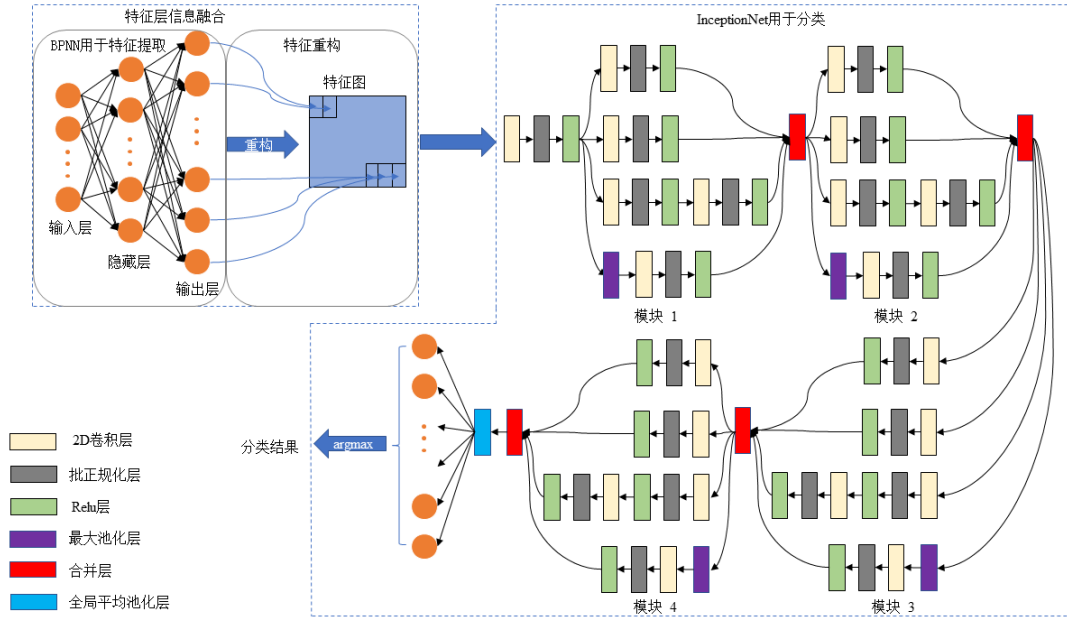 特征层信息融合
InceptionNet用于分类
BPNN用于特征提取
特征重构
特征图
重构
输入层
隐藏层
输出层
模块 1
模块 2
分类结果
argmax
模块 4
模块 3
2D卷积层
批正规化层
Relu层
最大池化层
合并层
全局平均池化层